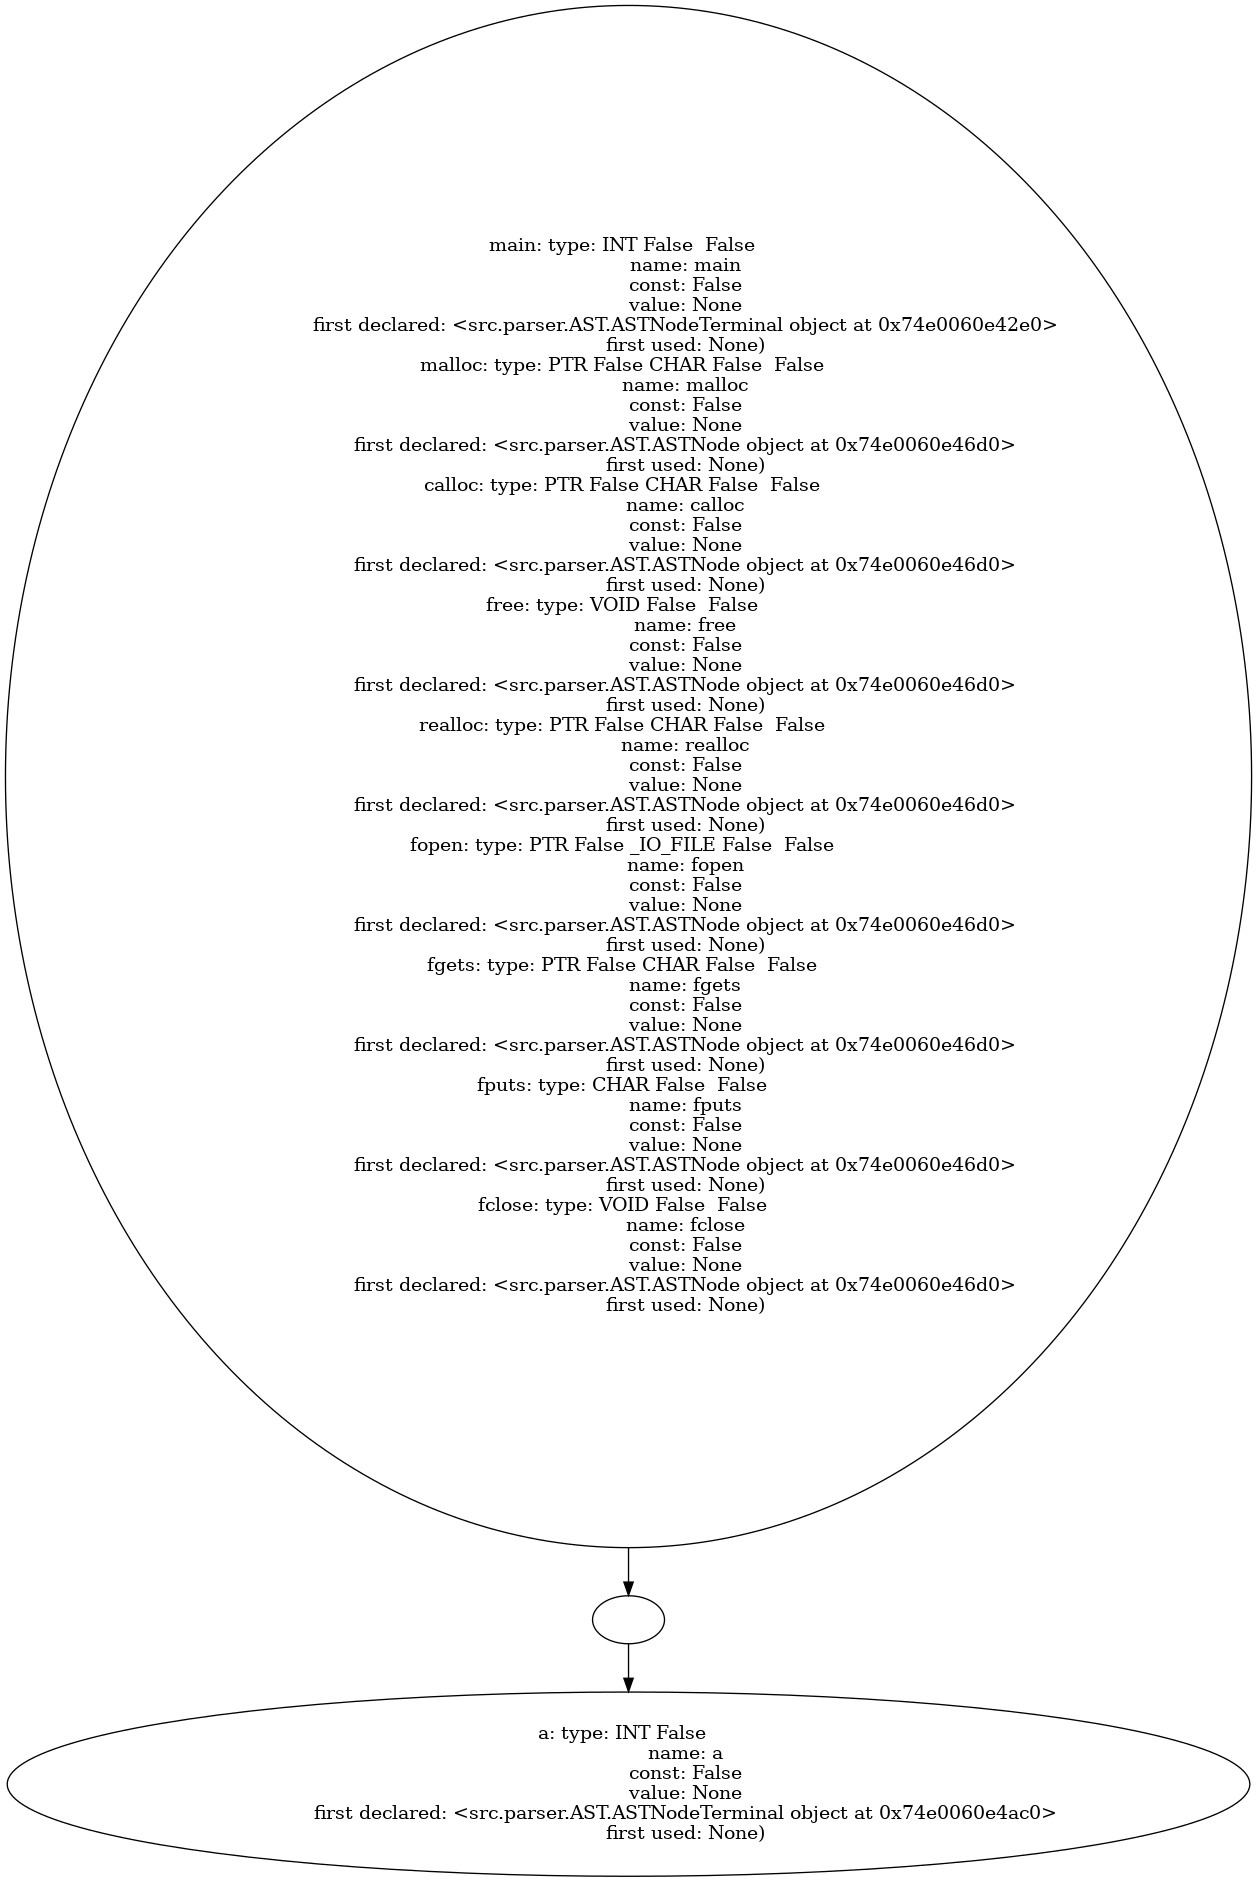 main: type: INT False  False
name: main
const: False
value: None
first declared: <src.parser.AST.ASTNodeTerminal object at 0x74e0060e42e0>
first used: None)
malloc: type: PTR False CHAR False  False
name: malloc
const: False
value: None
first declared: <src.parser.AST.ASTNode object at 0x74e0060e46d0>
first used: None)
calloc: type: PTR False CHAR False  False
name: calloc
const: False
value: None
first declared: <src.parser.AST.ASTNode object at 0x74e0060e46d0>
first used: None)
free: type: VOID False  False
name: free
const: False
value: None
first declared: <src.parser.AST.ASTNode object at 0x74e0060e46d0>
first used: None)
realloc: type: PTR False CHAR False  False
name: realloc
const: False
value: None
first declared: <src.parser.AST.ASTNode object at 0x74e0060e46d0>
first used: None)
fopen: type: PTR False _IO_FILE False  False
name: fopen
const: False
value: None
first declared: <src.parser.AST.ASTNode object at 0x74e0060e46d0>
first used: None)
fgets: type: PTR False CHAR False  False
name: fgets
const: False
value: None
first declared: <src.parser.AST.ASTNode object at 0x74e0060e46d0>
first used: None)
fputs: type: CHAR False  False
name: fputs
const: False
value: None
first declared: <src.parser.AST.ASTNode object at 0x74e0060e46d0>
first used: None)
fclose: type: VOID False  False
name: fclose
const: False
value: None
first declared: <src.parser.AST.ASTNode object at 0x74e0060e46d0>
first used: None)
a: type: INT False
name: a
const: False
value: None
first declared: <src.parser.AST.ASTNodeTerminal object at 0x74e0060e4ac0>
first used: None)